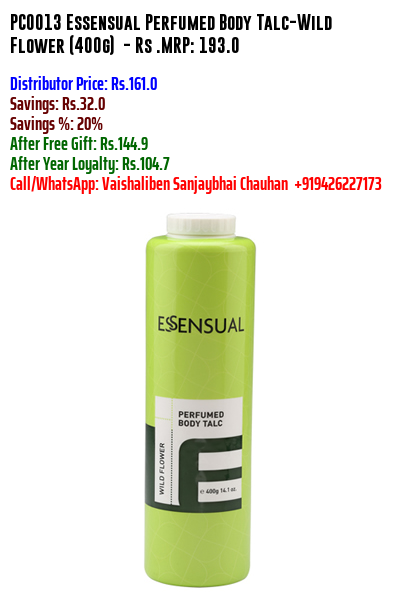 PC0013 Essensual Perfumed Body Talc-Wild
Flower (400g) - Rs .MRP: 193.0
Distributor Price: Rs.161.0
Savings: Rs.32.0
Savings %: 20%
After Free Gift: Rs.144.9
After Year Loyalty: Rs.104.7
Call/WhatsApp: Vaishaliben Sanjaybhai Chauhan +919426227173
ESSENSUAL
PERFUMED
BODY TALC
WILD FLOWER
℮ 400g 14.1 oz.